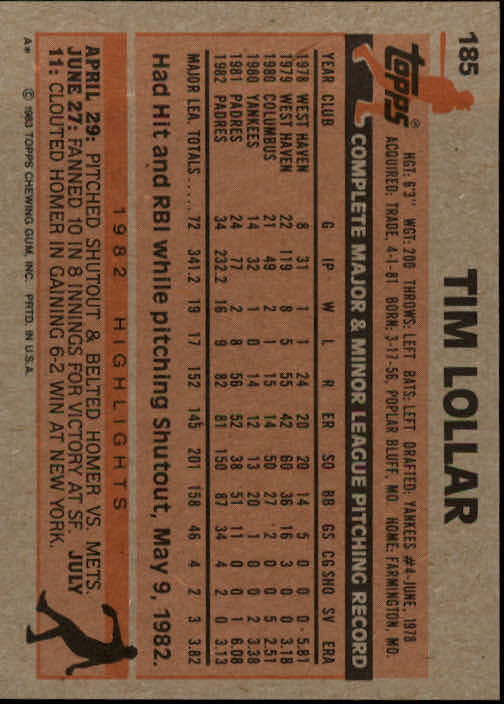 185
topps®
TIM LOLLAR
HGT: 6'3" WGT: 200 THROWS: LEFT BATS: LEFT DRAFTED: YANKEES #4-JUNE, 1978
ACQUIRED: TRADE, 4-1-81 BORN: 3-17-56, POPLAR BLUFF, MO HOME: FARMINGTON, MO.
COMPLETE MAJOR & MINOR LEAGUE PITCHING RECORD
YEAR CLUB G IP W L R ER SO BB GS CG SHO SV ERA
1978 WEST HAVEN 8 31 1 1 24 20 20 14 5 0 0 0 5.81
1979 WEST HAVEN 22 119 8 5 55 42 60 36 16 3 0 0 3.18
1980 COLUMBUS 21 49 2 1 15 14 50 27 2 0 0 5 2.51
1980 YANKEES 14 32 1 0 14 12 13 20 1 0 0 2 3.38
1981 PADRES 24 77 2 8 56 52 38 51 11 0 0 1 6.08
1982 PADRES 34 232.2 16 9 82 81 150 87 34 4 2 0 3.13
MAJOR LEA. TOTALS..... 72 341.2 19 17 152 145 201 158 46 4 2 3 3.82
Had Hit and RBI while pitching Shutout, May 9, 1982.
1982 HIGHLIGHTS
APRIL 29: PITCHED SHUTOUT & BELTED HOMER VS. METS.
JUNE 27: FANNED 10 IN 8 INNINGS FOR VICTORY AT SF. JULY
11: CLOUTED HOMER IN GAINING 6-2 WIN AT NEW YORK.
A* © 1983 TOPPS CHEWING GUM, INC. PRTD. IN U.S.A.